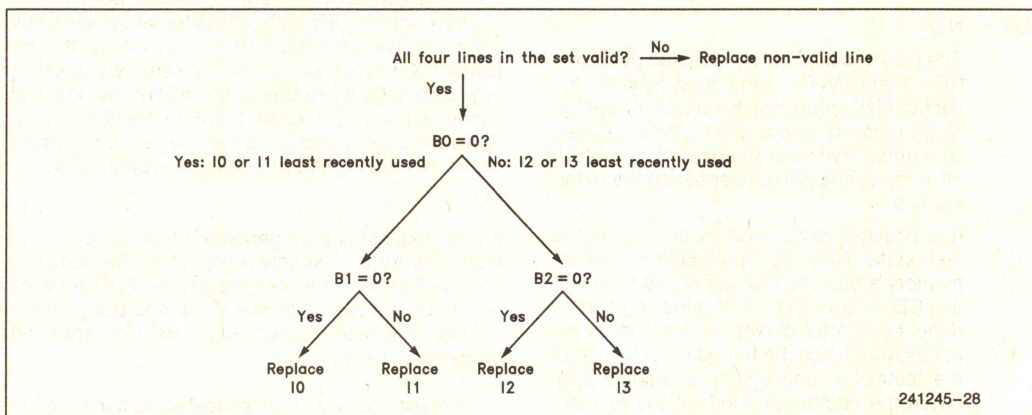 All four lines in the set valid? No Replace non-valid line
Yes
B0 = 0?
Yes: I0 or I1 least recently used No: I2 or I3 least recently used
B1 = 0? B2 = 0?
Yes No Yes No
Replace Replace Replace Replace
I0 I1 I2 I3
241245-28